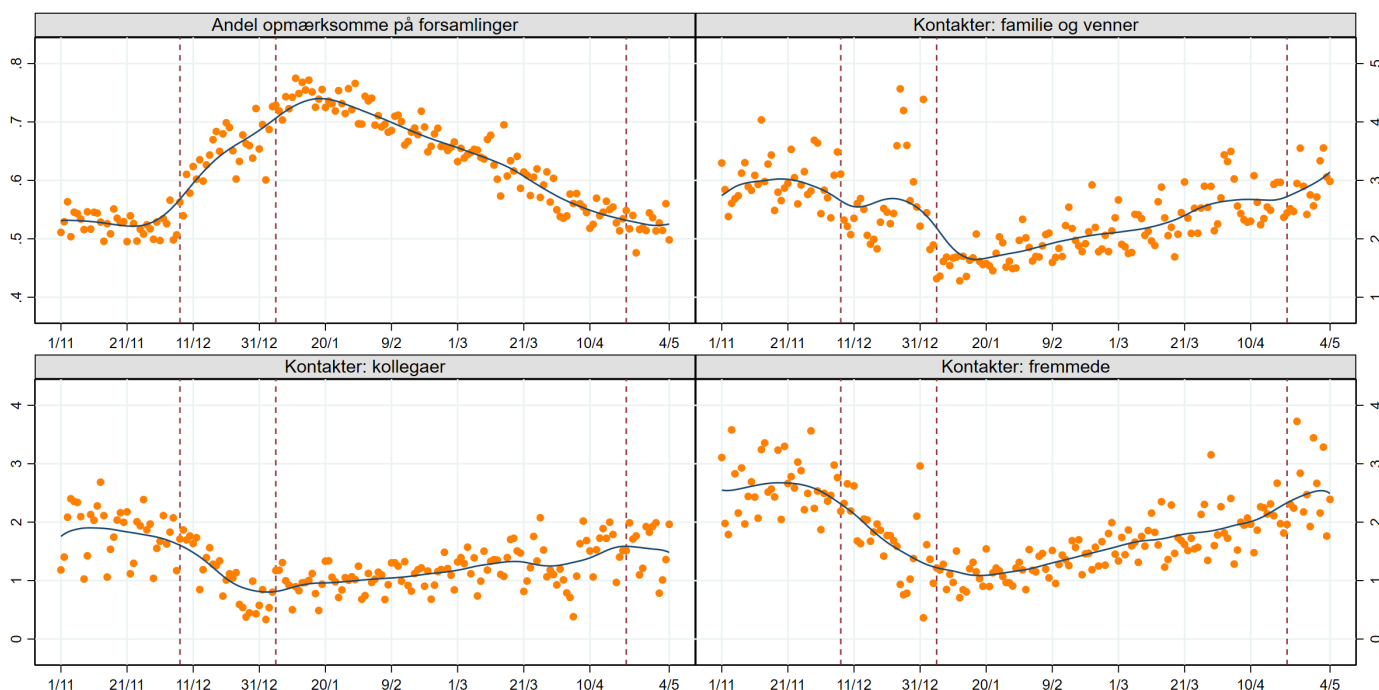 Andel opmærksomme på forsamlinger
Kontakter: familie og venner
.8
.7
.6
.5
.4
5
4
3
2
1
1/11 21/11 11/12 31/12 20/1 9/2 1/3 21/3 10/4 4/5
1/11 21/11 11/12 31/12 20/1 9/2 1/3 21/3 10/4 4/5
Kontakter: kollegaer
Kontakter: fremmede
4
3
2
1
0
4
3
2
1
0
1/11 21/11 11/12 31/12 20/1 9/2 1/3 21/3 10/4 4/5
1/11 21/11 11/12 31/12 20/1 9/2 1/3 21/3 10/4 4/5